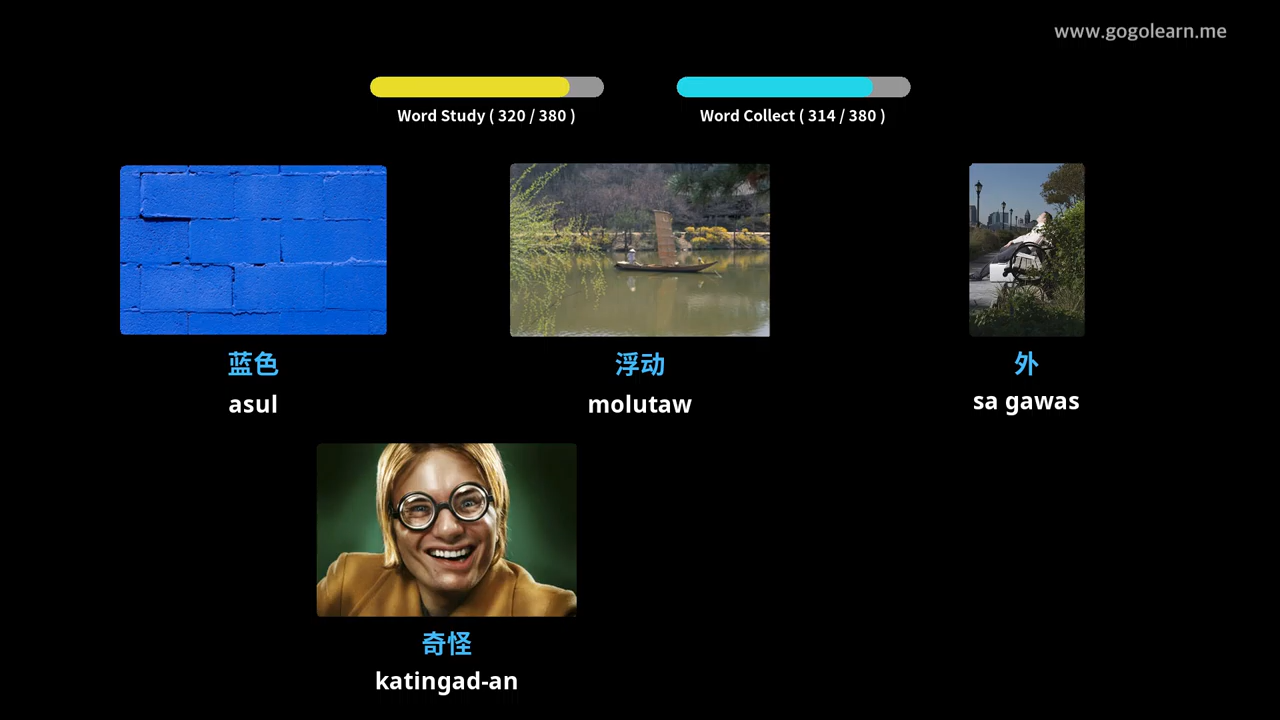 www.gogolearn.me
Word Study ( 320 / 380 )
Word Collect ( 314 / 380 )
蓝色
asul
浮动
molutaw
外
sa gawas
奇怪
katingad-an